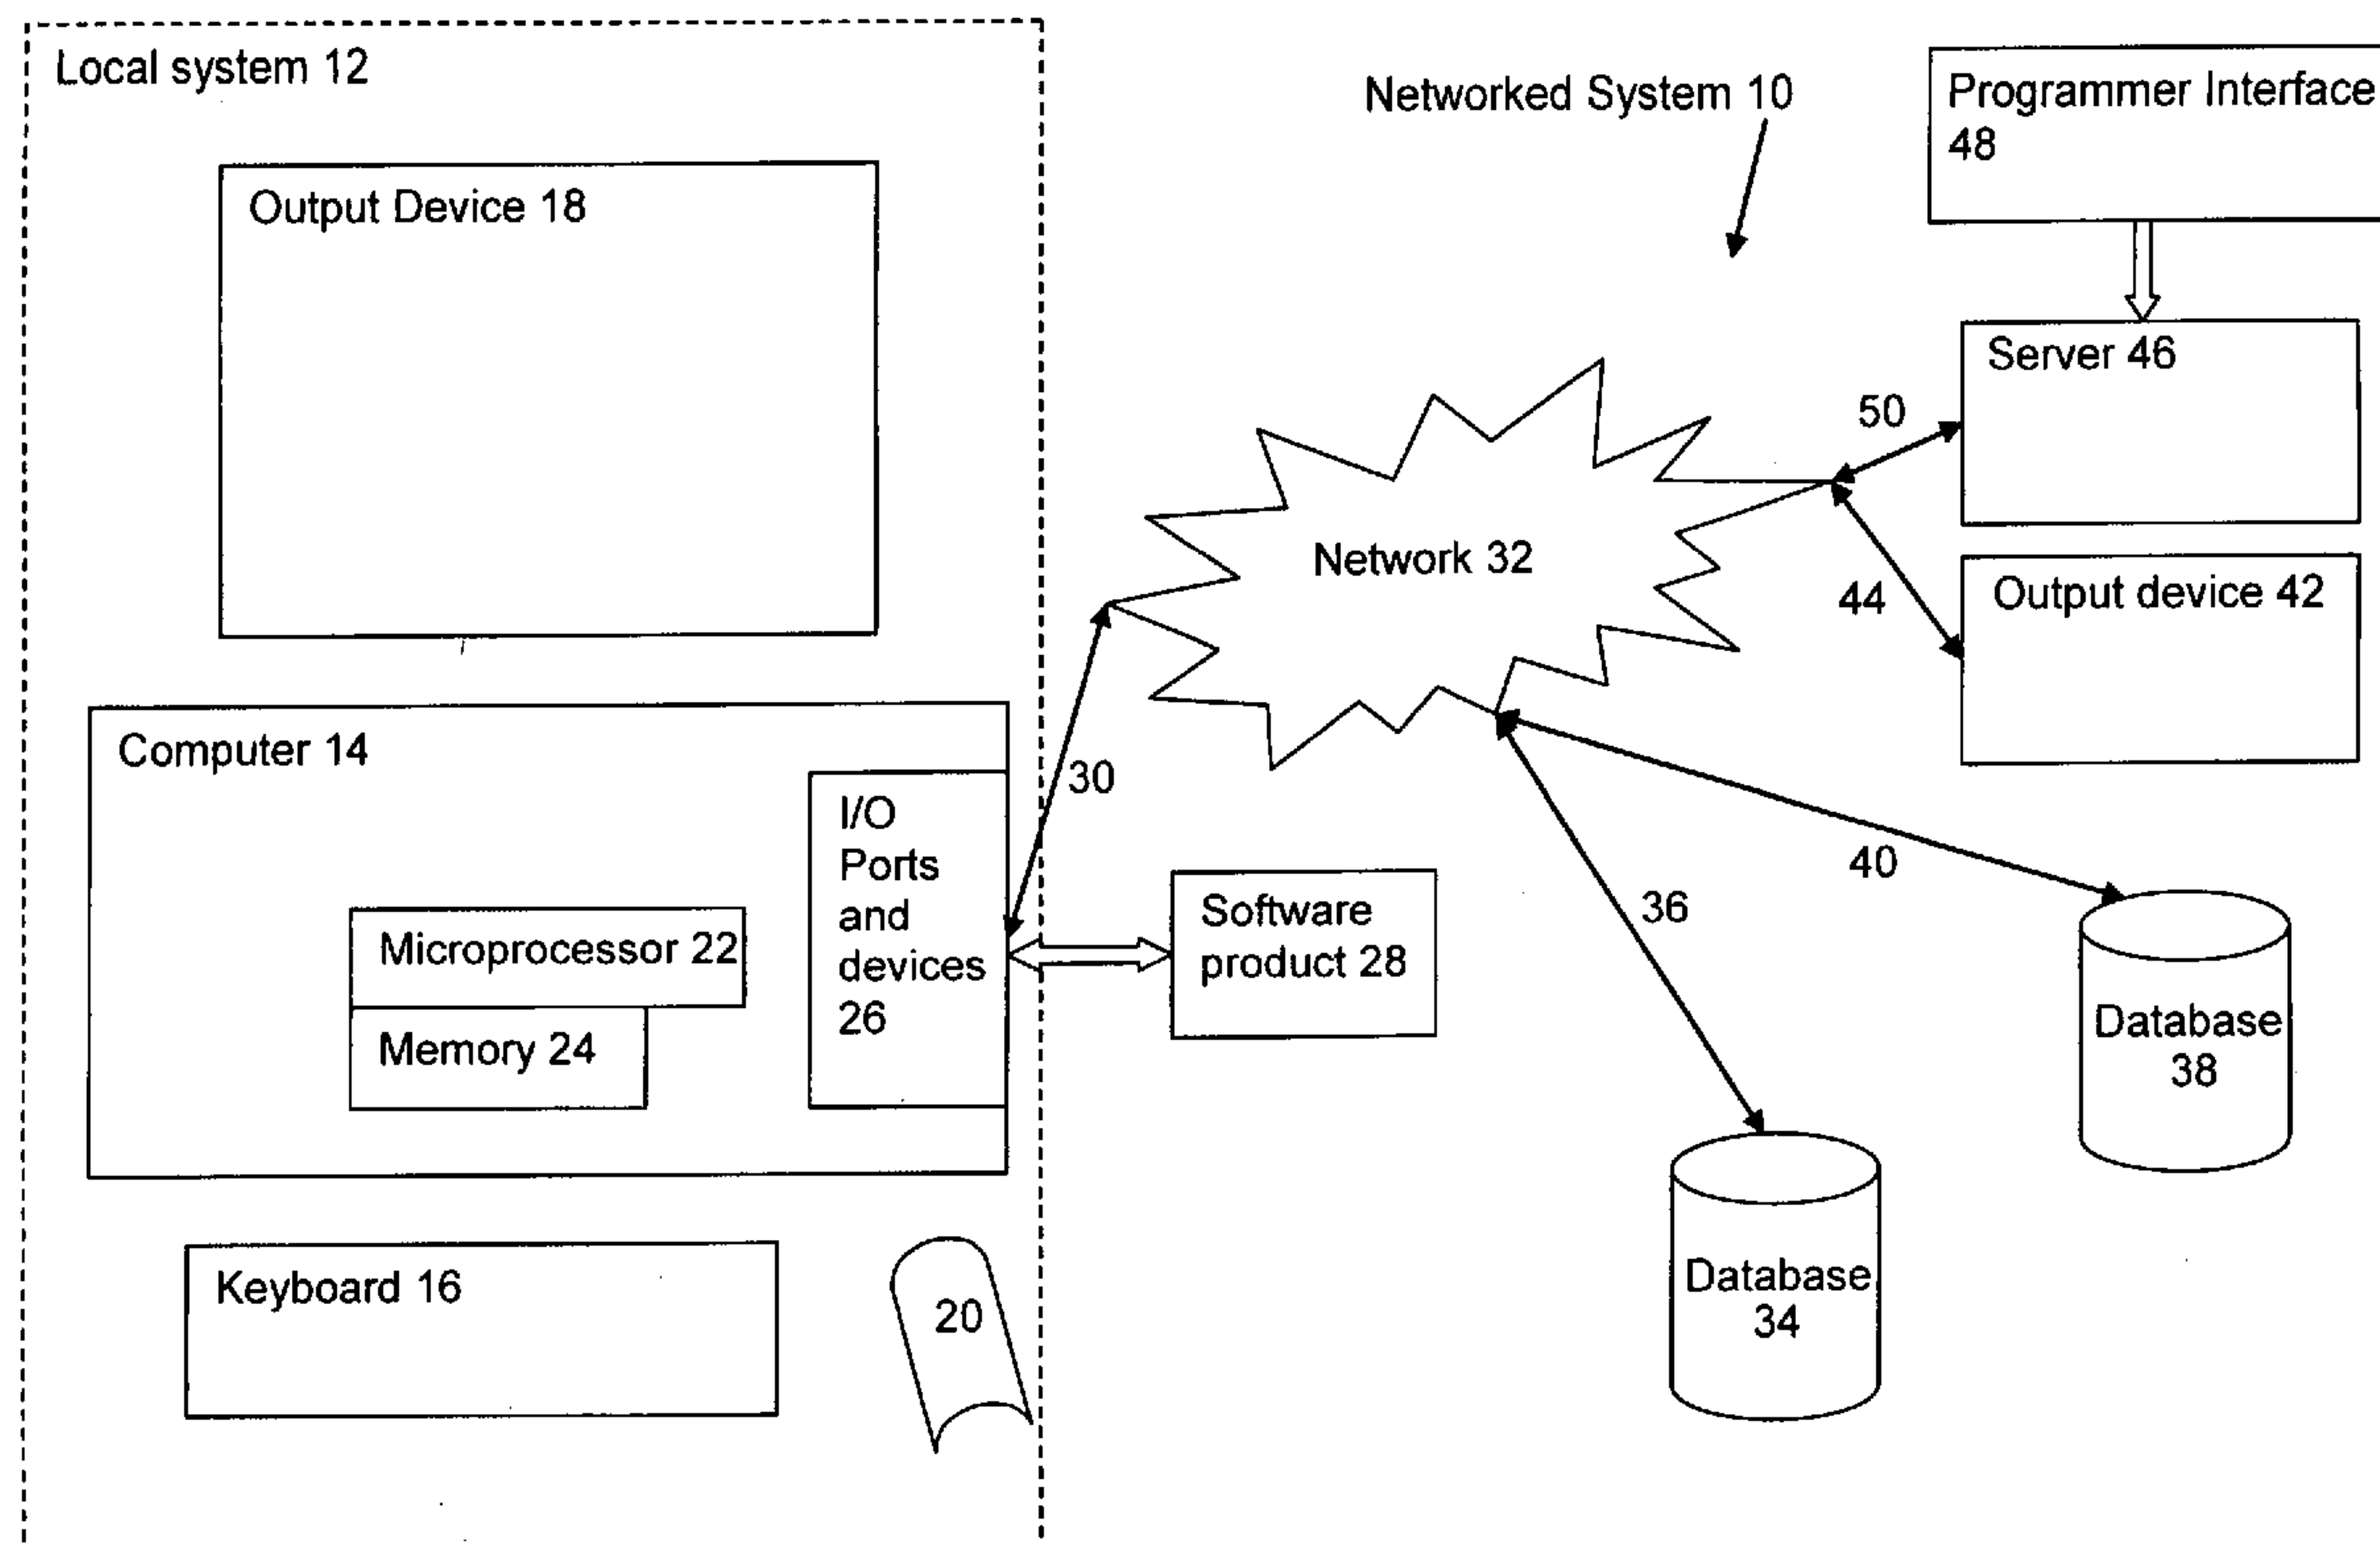 Local system 12
Networked System 10
Programmer Interface
48
Output Device 18
Server 46
50
Network 32
44
Output device 42
Computer 14
30
I/O
Ports
and
devices
26
Microprocessor 22
Memory 24
Software
product 28
40
36
Database
38
Database
34
Keyboard 16
20